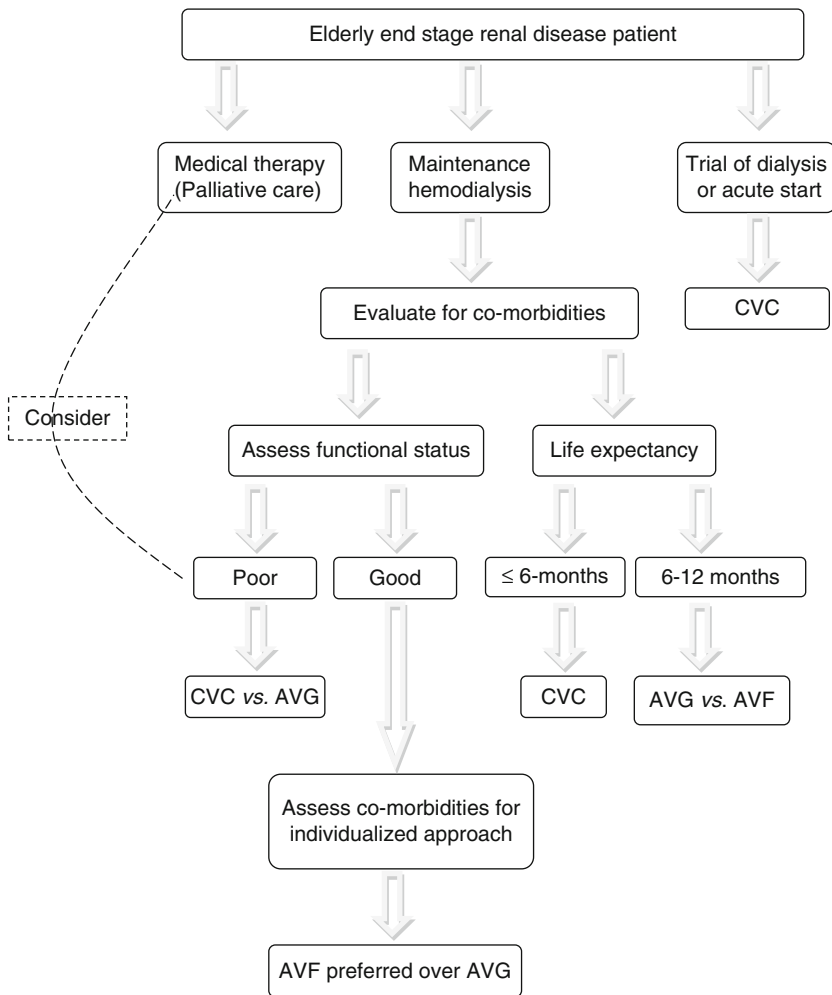 Elderly end stage renal disease patient
Medical therapy
(Palliative care)
Maintenance
hemodialysis
Trial of dialysis
or acute start
Evaluate for co-morbidities
CVC
Consider
Assess functional status
Life expectancy
Poor
Good
≤ 6-months
6-12 months
CVC vs. AVG
CVC
AVG vs. AVF
Assess co-morbidities for
individualized approach
AVF preferred over AVG